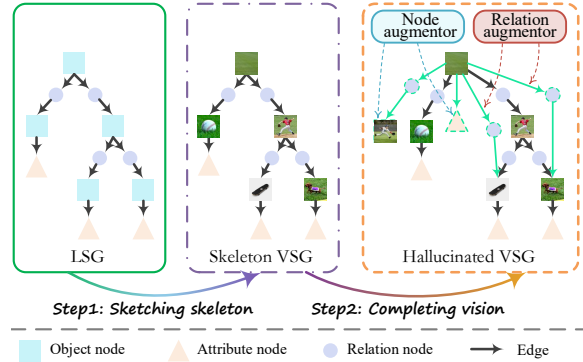 Node
augmentor
Relation
augmentor
LSG
Skeleton VSG
Hallucinated VSG
Step1: Sketching skeleton
Step2: Completing vision
Object node
Attribute node
Relation node
Edge